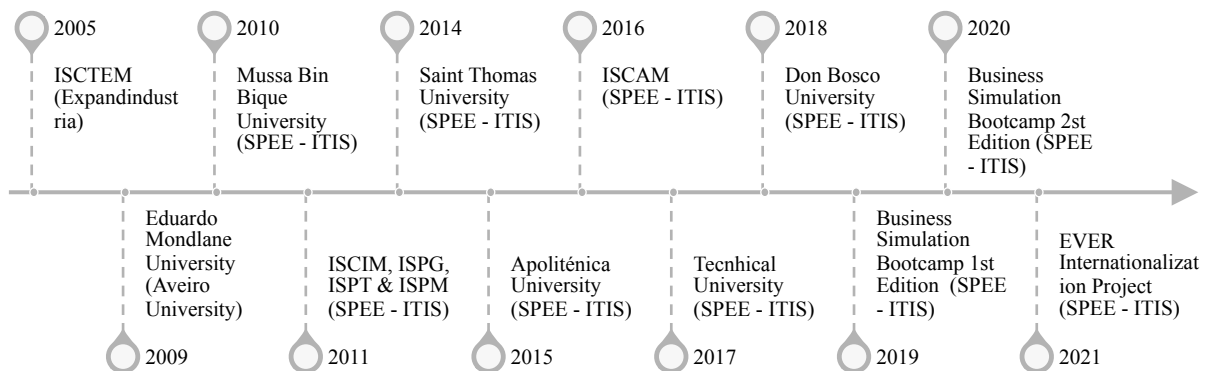 2005
ISCTEM
(Expandindust
ria)
2010
Mussa Bin
Bique
University
(SPEE - ITIS)
2014
Saint Thomas
University
(SPEE - ITIS)
2016
ISCAM
(SPEE - ITIS)
2018
Don Bosco
University
(SPEE - ITIS)
2020
Business
Simulation
Bootcamp 2st
Edition (SPEE
- ITIS)
Eduardo
Mondlane
University
(Aveiro
University)
2009
ISCIM, ISPG,
ISPT & ISPM
(SPEE - ITIS)
2011
Apoliténica
University
(SPEE - ITIS)
2015
Tecnhical
University
(SPEE - ITIS)
2017
Business
Simulation
Bootcamp 1st
Edition (SPEE
- ITIS)
2019
EVER
Internationalizat
ion Project
(SPEE - ITIS)
2021